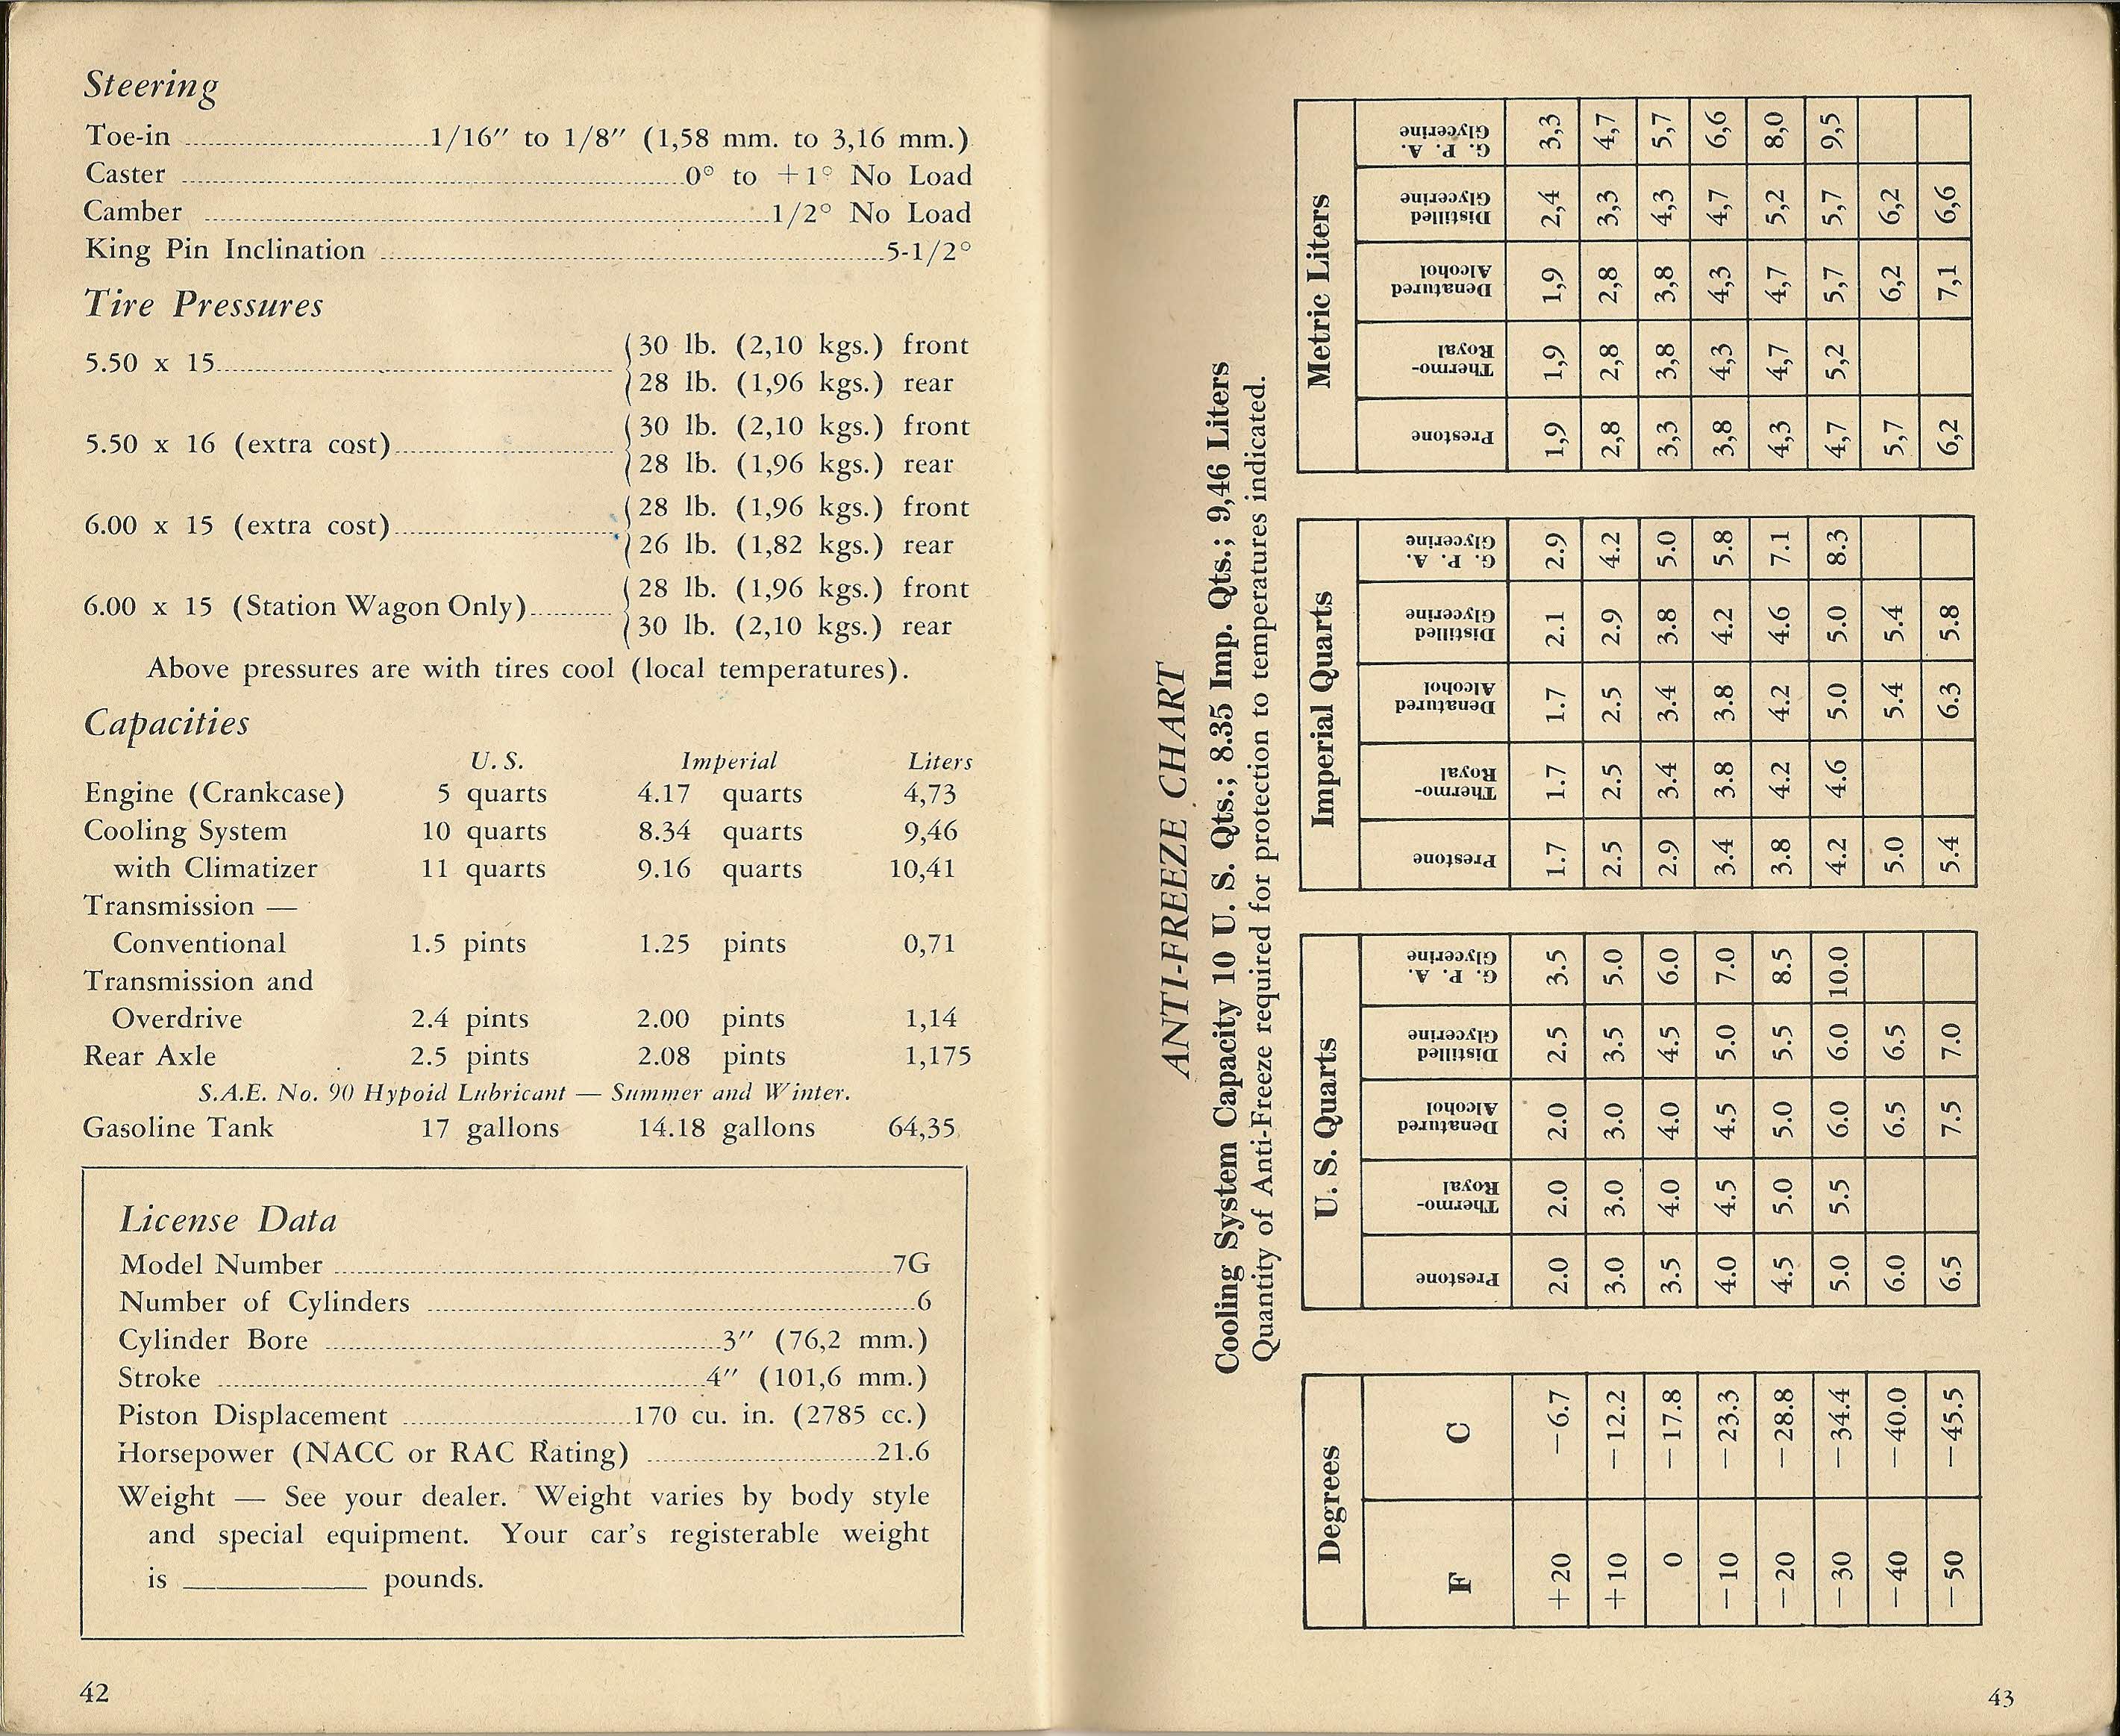 Steering
Toe-in 1/16″ to 1/8″ (1,58 mm. to 3,16 mm.)
Caster 0° to +1° No Load
Camber 1/2° No Load
King Pin Inclination 5-1/2°
Tire Pressures
5.50 x 15 {30 lb. (2,10 kgs.) front
28 lb. (1,96 kgs.) rear
5.50 x 16 (extra cost) {30 lb. (2,10 kgs.) front
28 lb. (1,96 kgs.) rear
6.00 x 15 (extra cost) {28 lb. (1,96 kgs.) front
26 lb. (1,82 kgs.) rear
6.00 x 15 (Station Wagon Only) {28 lb. (1,96 kgs.) front
30 lb. (2,10 kgs.) rear
Above pressures are with tires cool (local temperatures).
Capacities
U.S. Imperial Liters
Engine (Crankcase) 5 quarts 4.17 quarts 4,73
Cooling System 10 quarts 8.34 quarts 9,46
with Climatizer 11 quarts 9.16 quarts 10,41
Transmission —
Conventional 1.5 pints 1.25 pints 0,71
Transmission and
Overdrive 2.4 pints 2.00 pints 1,14
Rear Axle 2.5 pints 2.08 pints 1,175
S.A.E. No. 90 Hypoid Lubricant — Summer and Winter.
Gasoline Tank 17 gallons 14.18 gallons 64,35
License Data
Model Number 7G
Number of Cylinders 6
Cylinder Bore 3″ (76,2 mm.)
Stroke 4″ (101,6 mm.)
Piston Displacement 170 cu. in. (2785 cc.)
Horsepower (NACC or RAC Rating) 21.6
Weight — See your dealer. Weight varies by body style
and special equipment. Your car's registerable weight
is ____________ pounds.
42
ANTI-FREEZE CHART
Cooling System Capacity 10 U. S. Qts.; 8.35 Imp. Qts.; 9,46 Liters
Quantity of Anti-Freeze required for protection to temperatures indicated.
Degrees U. S. Quarts Imperial Quarts Metric Liters
F C Prestone Thermo-Royal Denatured Alcohol Distilled Glycerine G. P. A. Glycerine Prestone Thermo-Royal Denatured Alcohol Distilled Glycerine G. P. A. Glycerine Prestone Thermo-Royal Denatured Alcohol Distilled Glycerine G. P. A. Glycerine
+20 −6.7 2.0 2.0 2.0 2.5 3.5 1.7 1.7 1.7 2.1 2.9 1,9 1,9 1,9 2,4 3,3
+10 −12.2 3.0 3.0 3.0 3.5 5.0 2.5 2.5 2.5 2.9 4.2 2,8 2,8 2,8 3,3 4,7
0 −17.8 3.5 4.0 4.0 4.5 6.0 2.9 3.4 3.4 3.8 5.0 3,3 3,8 3,8 4,3 5,7
−10 −23.3 4.0 4.5 4.5 5.0 7.0 3.4 3.8 3.8 4.2 5.8 3,8 4,3 4,3 4,7 6,6
−20 −28.8 4.5 5.0 5.0 5.5 8.5 3.8 4.2 4.2 4.6 7.1 4,3 4,7 4,7 5,2 8,0
−30 −34.4 5.0 5.5 6.0 6.0 10.0 4.2 4.6 5.0 5.0 8.3 4,7 5,2 5,7 5,7 9,5
−40 −40.0 6.0 6.5 6.5 5.0 5.4 5.4 5,7 6,2 6,2
−50 −45.5 6.5 7.5 7.0 5.4 6.3 5.8 6,2 7,1 6,6
43